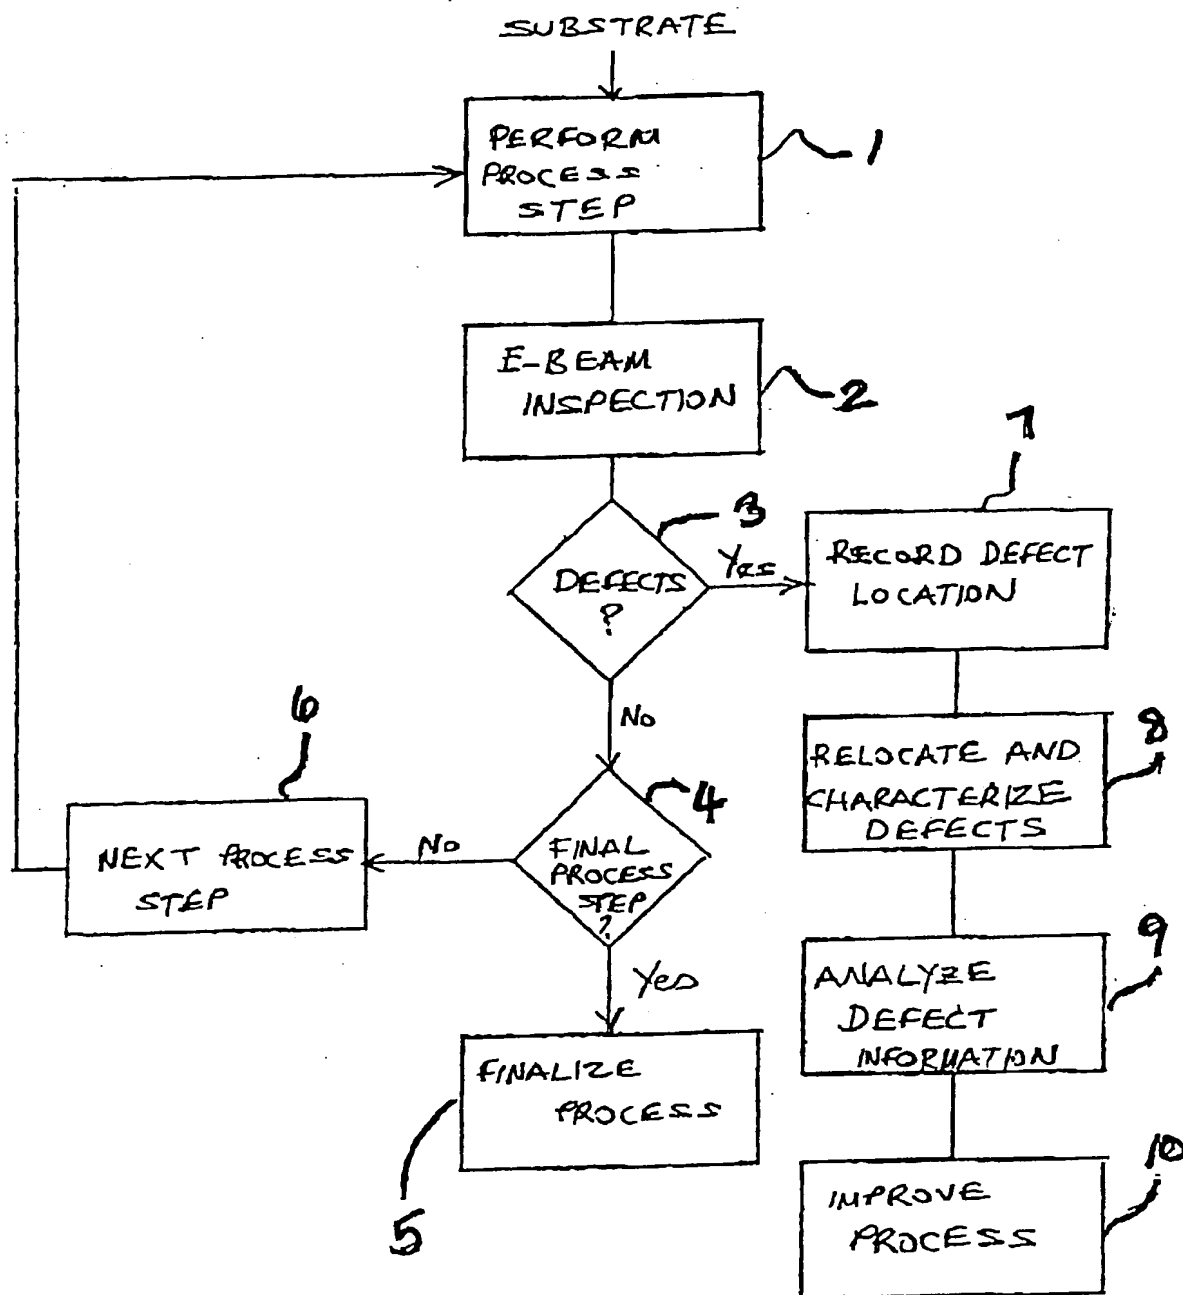 SUBSTRATE
PERFORM
PROCESS
STEP
1
E-BEAM
INSPECTION
2
DEFECTS
?
3
Yes
RECORD DEFECT
LOCATION
7
No
RELOCATE AND
CHARACTERIZE
DEFECTS
8
FINAL
PROCESS
STEP
?
4
No
NEXT PROCESS
STEP
6
Yes
ANALYZE
DEFECT
INFORMATION
9
FINALIZE
PROCESS
5
IMPROVE
PROCESS
10